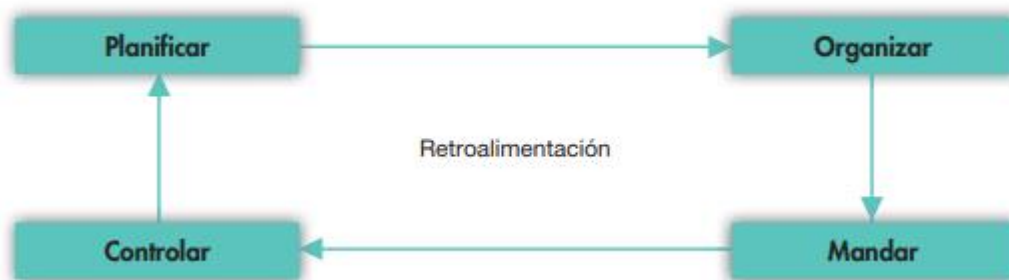 Planificar
Organizar
Retroalimentación
Controlar
Mandar